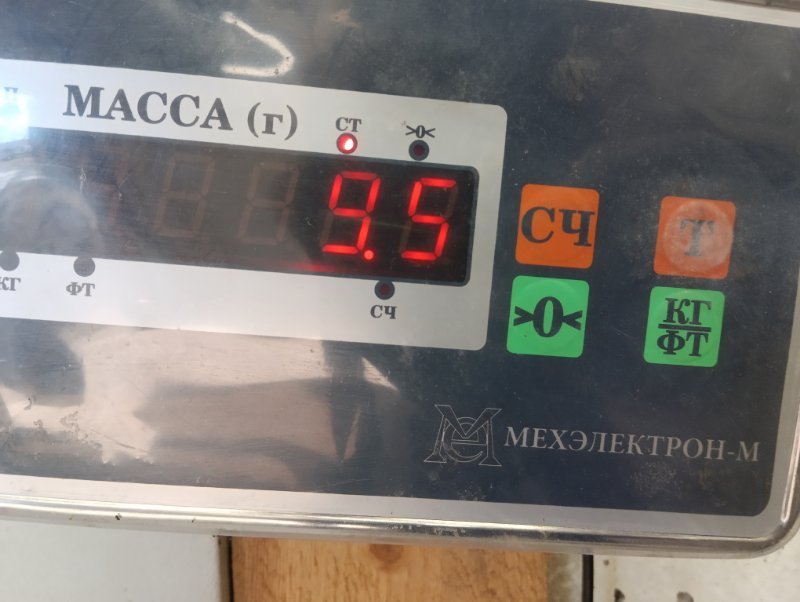 МАССА (г)
СТ >0<
9.5
КГ ФТ СЧ
СЧ Т
>0< КГ
ФТ
МЕХЭЛЕКТРОН-М